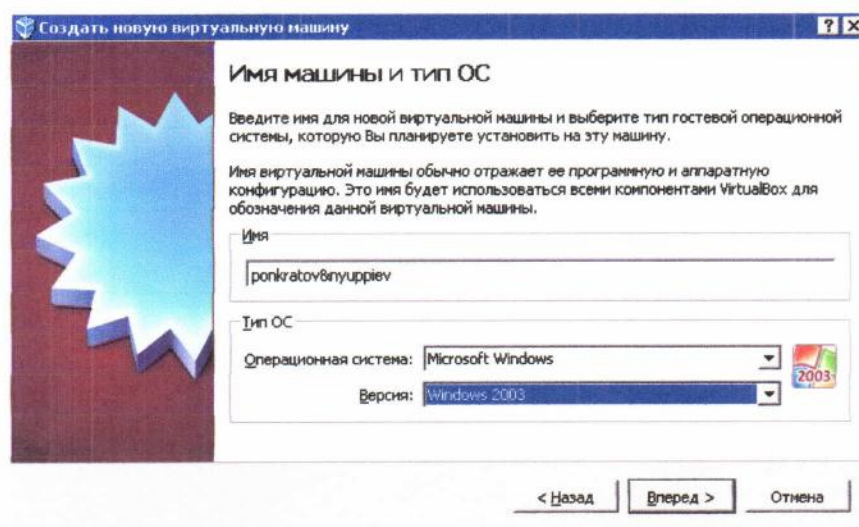 Создать новую виртуальную машину
Имя машины и тип ОС
Введите имя для новой виртуальной машины и выберите тип гостевой операционной
системы, которую Вы планируете установить на эту машину.
Имя виртуальной машины обычно отражает ее программную и аппаратную
конфигурацию. Это имя будет использоваться всеми компонентами VirtualBox для
обозначения данной виртуальной машины.
Имя
ponkratov&nyuppiev
Тип ОС
Операционная система: Microsoft Windows
2003
Версия: Windows 2003
< Назад Вперед > Отмена